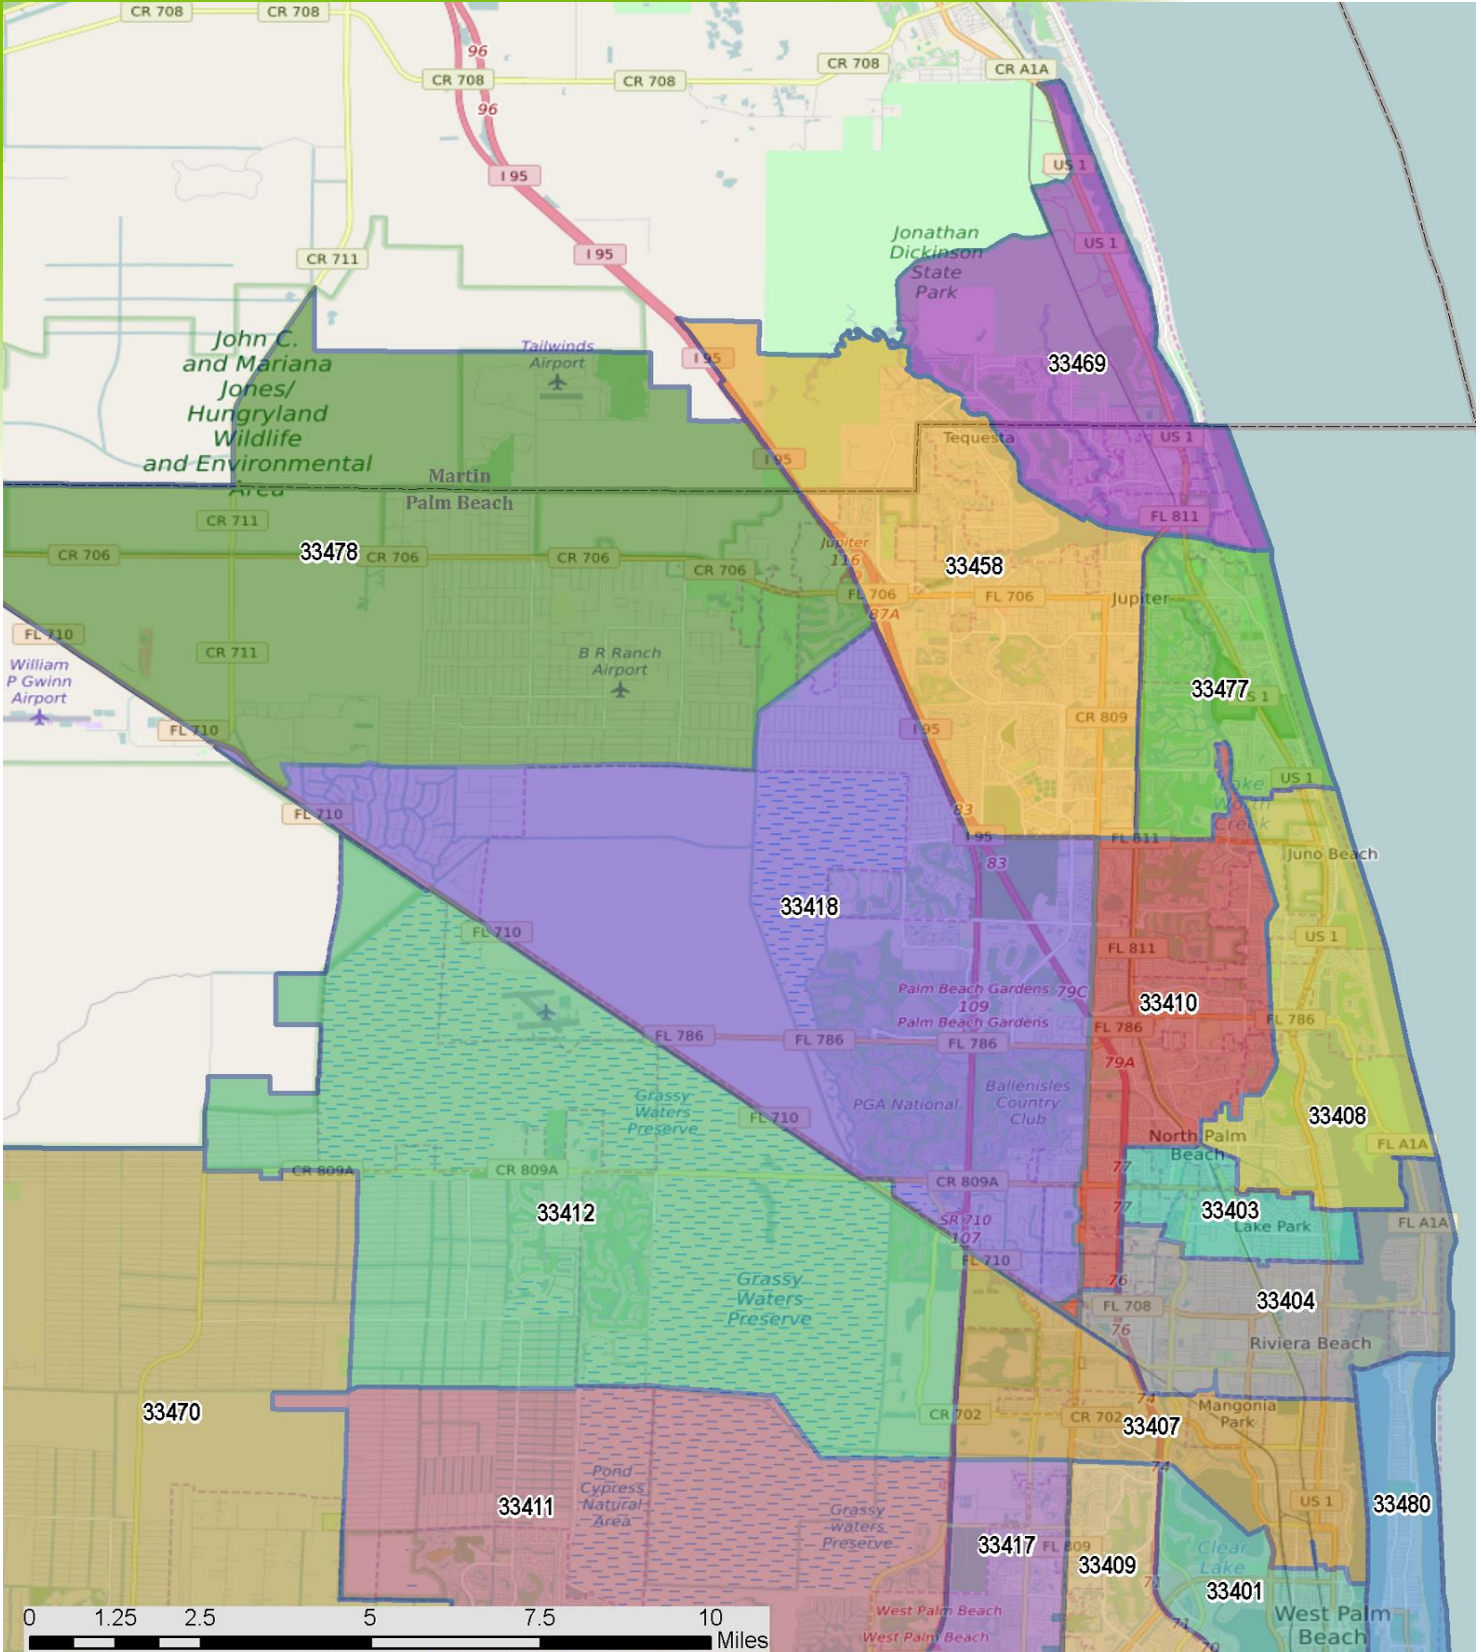 CR 708
CR 708
96
CR 708
CR 708
CR 708
CR A1A
96
I 95
US 1
Jonathan
Dickinson
State
Park
US 1
I 95
CR 711
John C.
and Mariana
Jones/
Hungryland
Wildlife
and Environmental
Area
Tailwinds
Airport
I 95
33469
US 1
Tequesta
I 95
Martin
Palm Beach
CR 711
FL 811
CR 706
33478
CR 706
CR 706
CR 706
Jupiter
116
33458
FL 706
FL 706
Jupiter
87A
FL 710
CR 711
William
P Gwinn
Airport
B R Ranch
Airport
33477
US 1
CR 809
I 95
FL 710
FL 710
83
US 1
Lake
Worth
Creek
I 95
FL 811
Juno Beach
83
33418
FL 710
FL 811
US 1
Palm Beach Gardens
109
Palm Beach Gardens
79C
33410
FL 786
FL 786
FL 786
FL 786
FL 786
79A
Grassy
Waters
Preserve
FL 710
PGA National
Ballenisles
Country
Club
33408
North Palm
Beach
FL A1A
CR 809A
CR 809A
CR 809A
77
33412
SR 710
107
77
33403
Lake Park
FL A1A
FL 710
Grassy
Waters
Preserve
76
FL 708
33404
76
Riviera Beach
33470
CR 702
CR 702
74
33407
Mangonia
Park
74
Pond
Cypress
Natural
Area
33411
Grassy
waters
Preserve
US 1
33480
33417
FL 809
33409
Clear
Lake
33401
71
West Palm Beach
West Palm Beach
71
70
West Palm
Beach
0 1.25 2.5 5 7.5 10
Miles